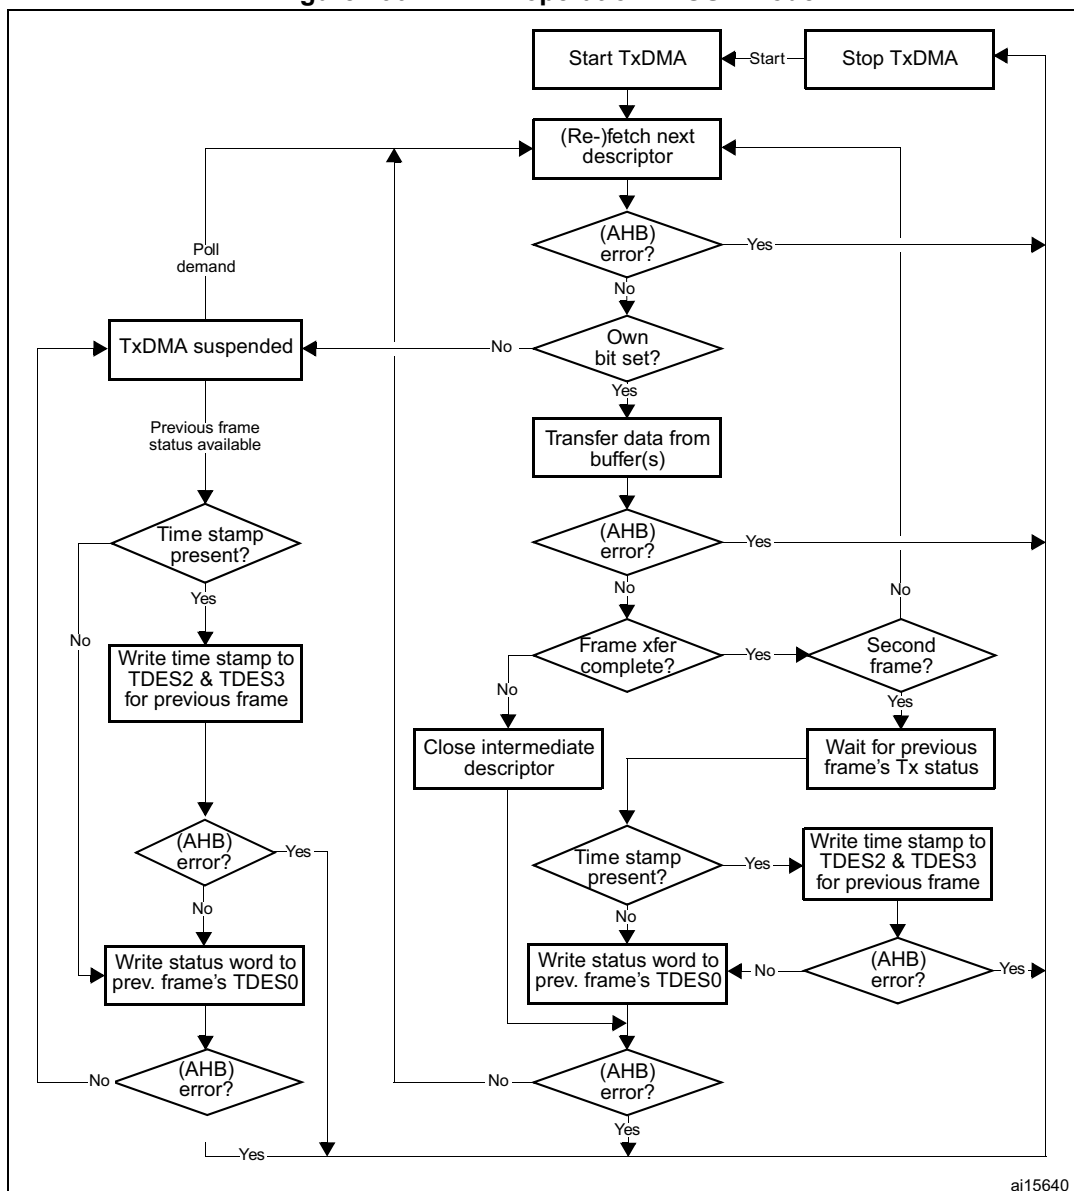 Start TxDMA
Start
Stop TxDMA
(Re-)fetch next
descriptor
(AHB)
error?
Yes
No
Poll
demand
TxDMA suspended
No
Own
bit set?
Yes
Previous frame
status available
Transfer data from
buffer(s)
Time stamp
present?
(AHB)
error?
Yes
No
Yes
No
No
Write time stamp to
TDES2 & TDES3
for previous frame
Frame xfer
complete?
Yes
Second
frame?
No
Yes
Close intermediate
descriptor
Wait for previous
frame's Tx status
(AHB)
error?
Yes
No
Time stamp
present?
Yes
Write time stamp to
TDES2 & TDES3
for previous frame
No
Write status word to
prev. frame's TDES0
Write status word to
prev. frame's TDES0
No
(AHB)
error?
Yes
No
(AHB)
error?
No
(AHB)
error?
Yes
Yes
ai15640